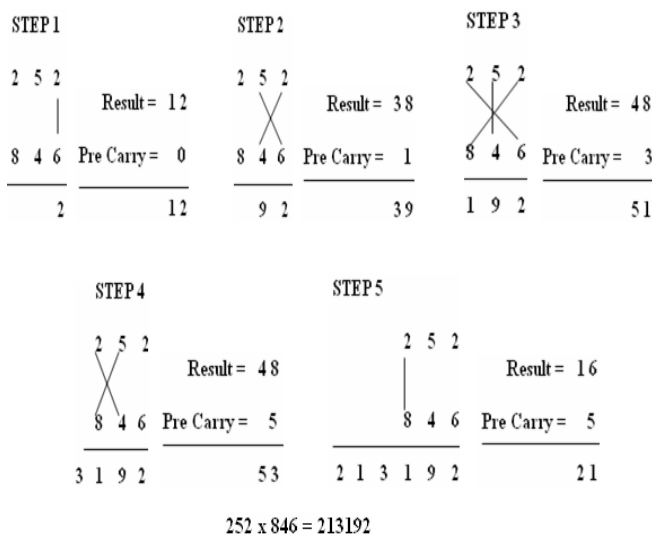 STEP 1
2 5 2
Result = 12
8 4 6 Pre Carry = 0
2 12
STEP 2
2 5 2
Result = 38
8 4 6 Pre Carry = 1
9 2 39
STEP 3
2 5 2
Result = 48
8 4 6 Pre Carry = 3
1 9 2 51
STEP 4
2 5 2
Result = 48
8 4 6 Pre Carry = 5
3 1 9 2 53
STEP 5
2 5 2
Result = 16
8 4 6 Pre Carry = 5
2 1 3 1 9 2 21
252 x 846 = 213192